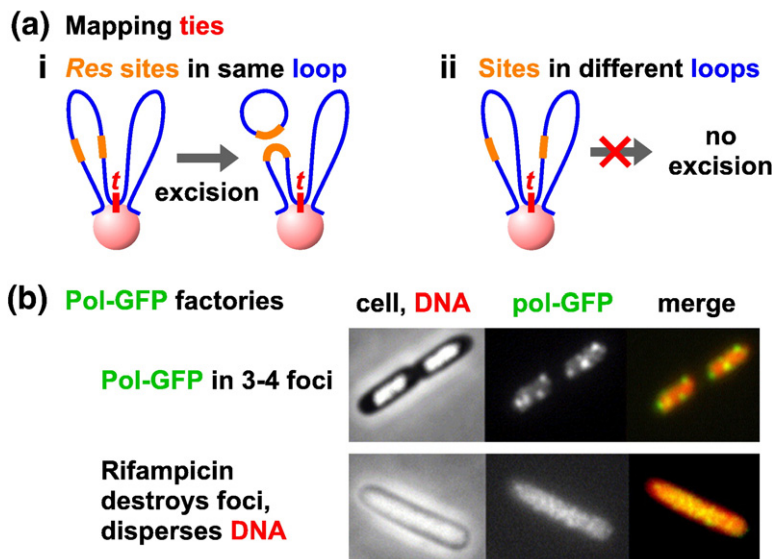 (a) Mapping ties
i Res sites in same loop
ii Sites in different loops
t
excision
t
t
no
excision
(b) Pol-GFP factories
cell, DNA
pol-GFP
merge
Pol-GFP in 3-4 foci
Rifampicin
destroys foci,
disperses DNA